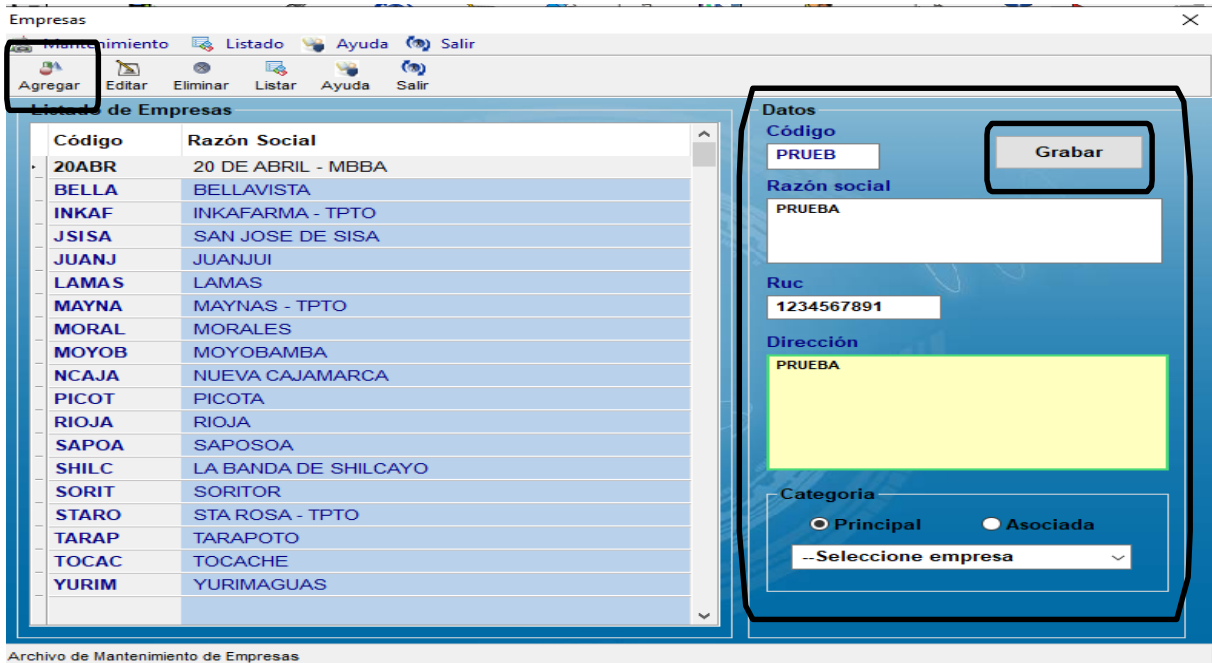 Empresas
Mantenimiento Listado Ayuda Salir
Agregar Editar Eliminar Listar Ayuda Salir
Listado de Empresas
Código Razón Social
20ABR 20 DE ABRIL - MBBA
BELLA BELLAVISTA
INKAF INKAFARMA - TPTO
JSISA SAN JOSE DE SISA
JUANJ JUANJUI
LAMAS LAMAS
MAYNA MAYNAS - TPTO
MORAL MORALES
MOYOB MOYOBAMBA
NCAJA NUEVA CAJAMARCA
PICOT PICOTA
RIOJA RIOJA
SAPOA SAPOSOA
SHILC LA BANDA DE SHILCAYO
SORIT SORITOR
STARO STA ROSA - TPTO
TARAP TARAPOTO
TOCAC TOCACHE
YURIM YURIMAGUAS
Datos
Código
PRUEB Grabar
Razón social
PRUEBA
Ruc
1234567891
Dirección
PRUEBA
Categoria
Principal Asociada
--Seleccione empresa
Archivo de Mantenimiento de Empresas